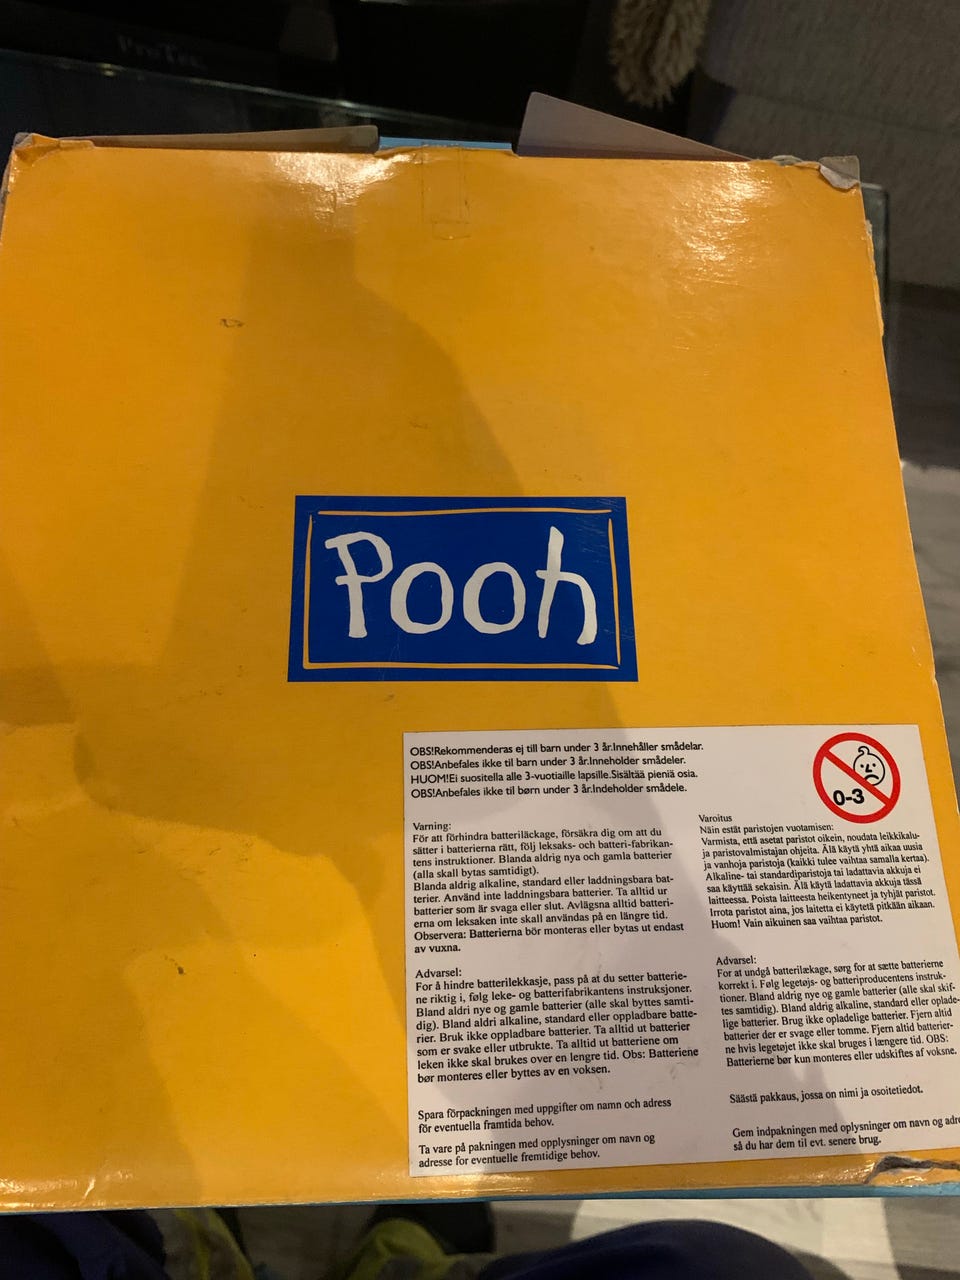 ProTec
Pooh
OBS!Rekommenderas ej till barn under 3 år.Innehåller smådelar.
OBS!Anbefales ikke til barn under 3 år.Inneholder smådeler.
HUOM!Ei suositella alle 3-vuotiaille lapsille.Sisältää pieniä osia.
OBS!Anbefales ikke til børn under 3 år.Indeholder smådele.
0-3
Varning:
För att förhindra batteriläckage, försäkra dig om att du
sätter i batterierna rätt, följ leksaks- och batteri-fabrikan-
tens instruktioner. Blanda aldrig nya och gamla batterier
(alla skall bytas samtidigt).
Blanda aldrig alkaline, standard eller laddningsbara bat-
terier. Använd inte laddningsbara batterier. Ta alltid ur
batterier som är svaga eller slut. Avlägsna alltid batteri-
erna om leksaken inte skall användas på en längre tid.
Observera: Batterierna bör monteras eller bytas ut endast
av vuxna.
Advarsel:
For å hindre batterilekkasje, pass på at du setter batterie-
ne riktig i, følg leke- og batterifabrikantens instruksjoner.
Bland aldri nye og gamle batterier (alle skal byttes samti-
dig). Bland aldri alkaline, standard eller oppladbare batte-
rier. Bruk ikke oppladbare batterier. Ta alltid ut batterier
som er svake eller utbrukte. Ta alltid ut batteriene om
leken ikke skal brukes over en lengre tid. Obs: Batteriene
bør monteres eller byttes av en voksen.
Spara förpackningen med uppgifter om namn och adress
för eventuella framtida behov.
Ta vare på pakningen med opplysninger om navn og
adresse for eventuelle fremtidige behov.
Varoitus
Näin estät paristojen vuotamisen:
Varmista, että asetat paristot oikein, noudata leikkikalu-
ja paristovalmistajan ohjeita. Älä käytä yhtä aikaa uusia
ja vanhoja paristoja (kaikki tulee vaihtaa samalla kertaa).
Alkaline- tai standardiparistoja tai ladattavia akkuja ei
saa käyttää sekaisin. Älä käytä ladattavia akkuja tässä
laitteessa. Poista laitteesta heikentyneet ja tyhjät paristot.
Irrota paristot aina, jos laitetta ei käytetä pitkään aikaan.
Huom! Vain aikuinen saa vaihtaa paristot.
Advarsel:
For at undgå batterilækage, sørg for at sætte batterierne
korrekt i. Følg legetøjs- og batteriproducentens instruk-
tioner. Bland aldrig nye og gamle batterier (alle skal skif-
tes samtidig). Bland aldrig alkaline, standard eller oplade-
lige batterier. Brug ikke opladelige batterier. Fjern altid
batterier der er svage eller tomme. Fjern altid batterier-
ne hvis legetøjet ikke skal bruges i længere tid. OBS:
Batterierne bør kun monteres eller udskiftes af voksne.
Säästä pakkaus, jossa on nimi ja osoitetiedot.
Gem indpakningen med oplysninger om navn og adre
så du har dem til evt. senere brug.